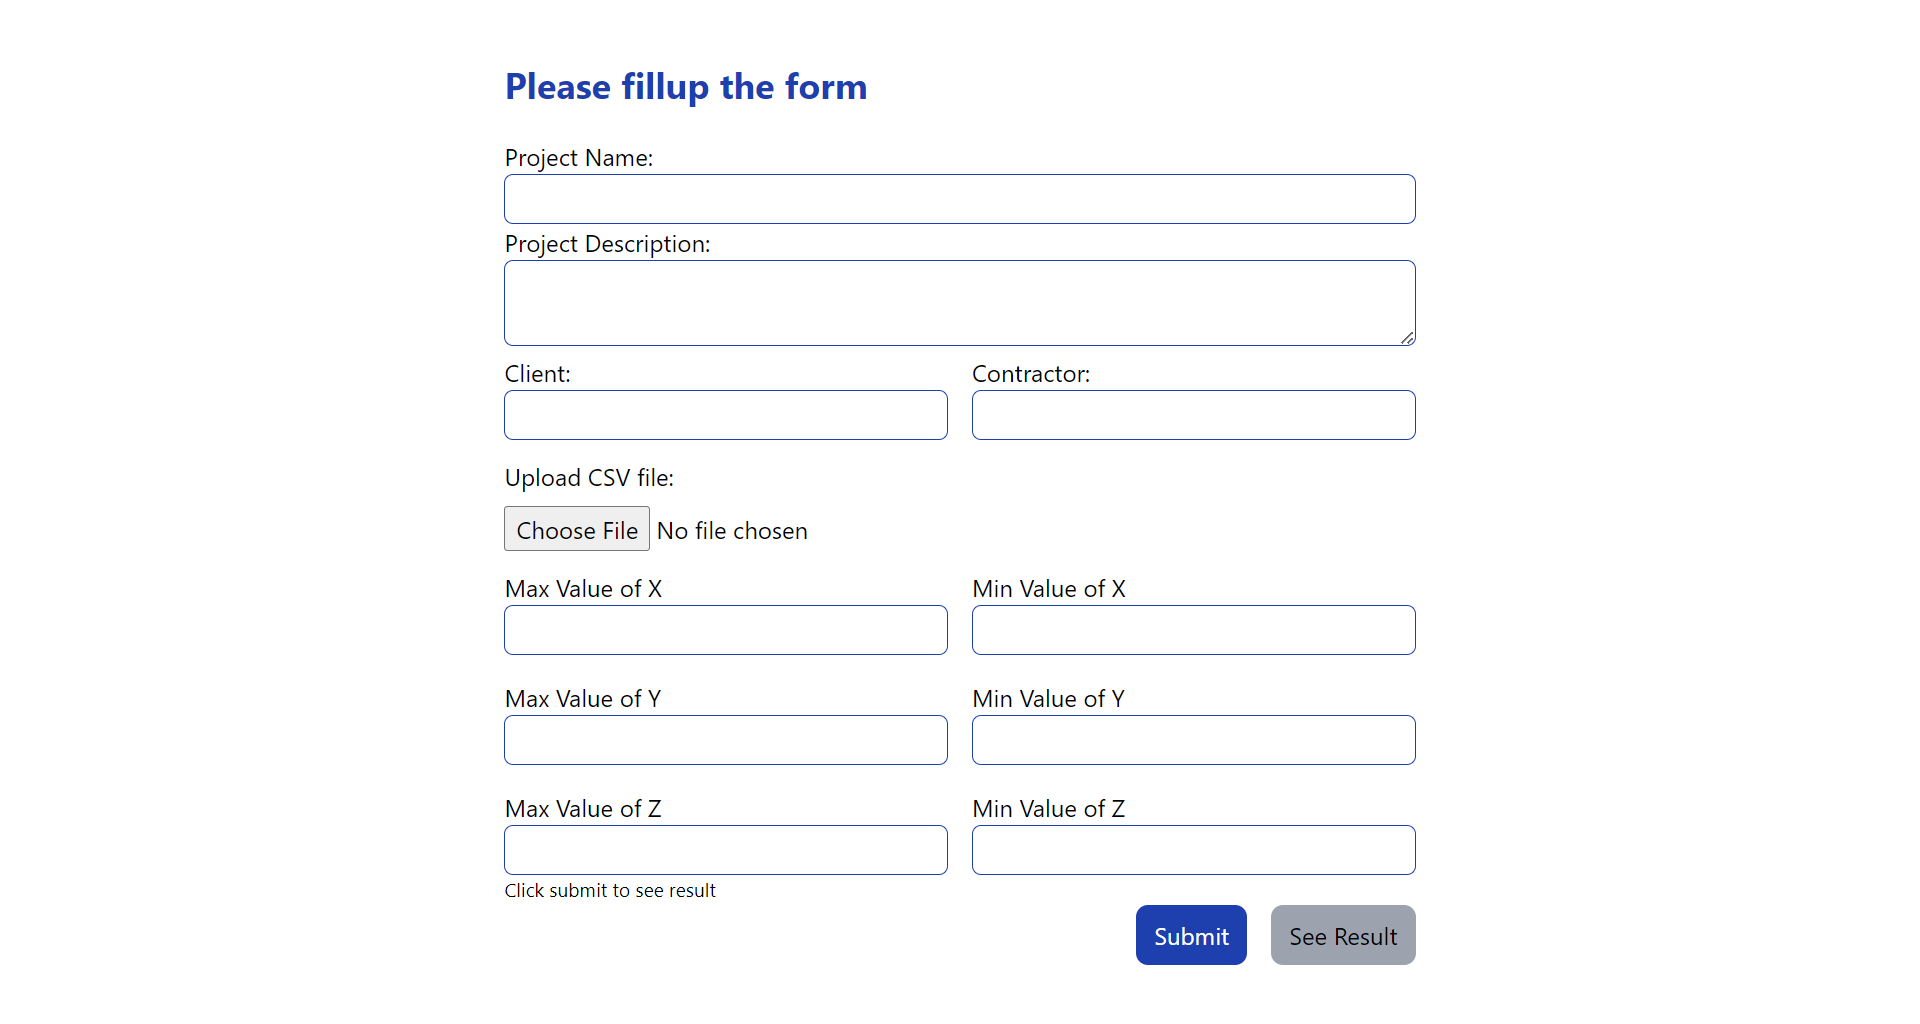 Please fillup the form
Project Name:
Project Description:
Client:
Contractor:
Upload CSV file:
Choose File No file chosen
Max Value of X
Min Value of X
Max Value of Y
Min Value of Y
Max Value of Z
Min Value of Z
Click submit to see result
Submit
See Result